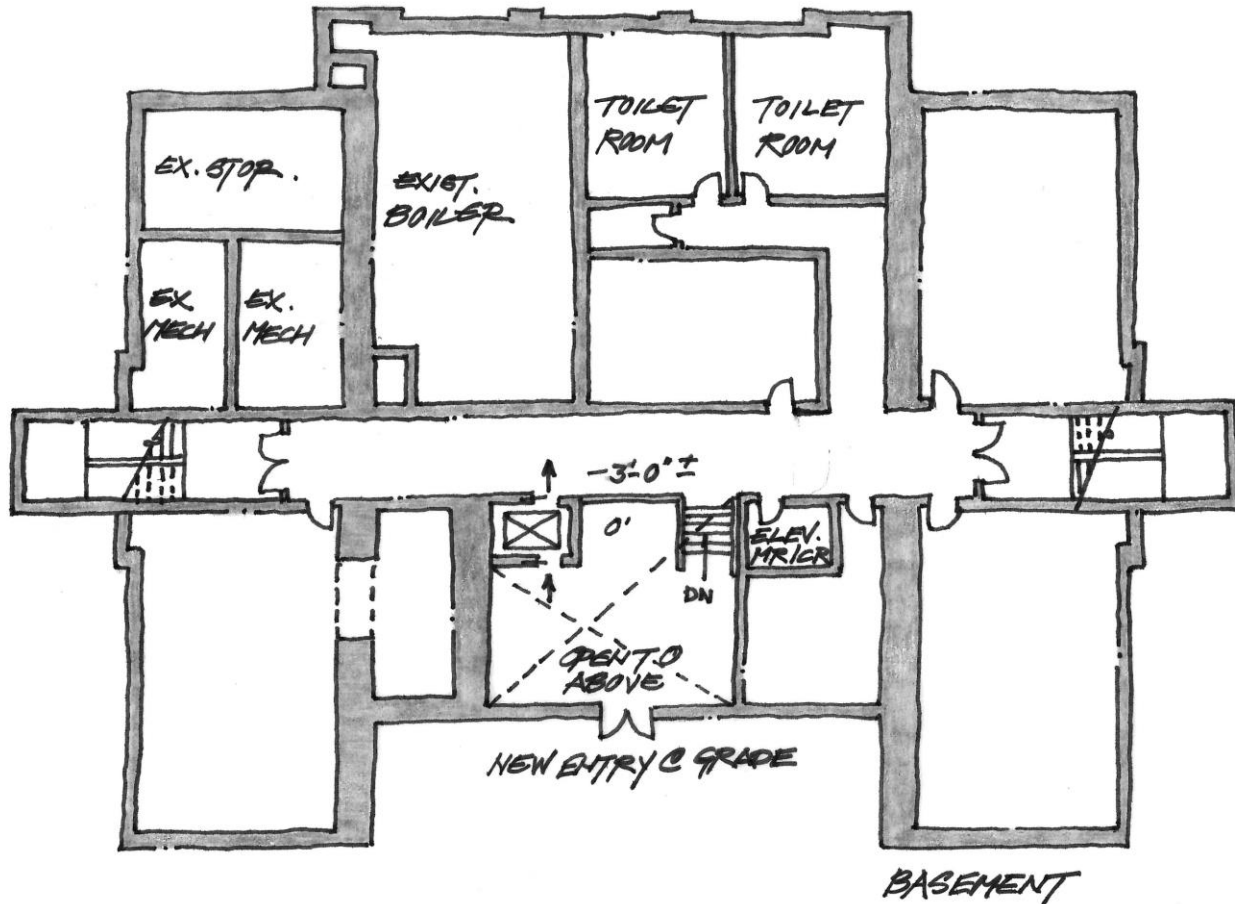 TOILET
ROOM
TOILET
ROOM
EX. STOR.
EXIST.
BOILER
EX
MECH
EX.
MECH
-3'-0" ±
0'
ELEV.
MR/CR
DN
OPEN TO
ABOVE
NEW ENTRY @ GRADE
BASEMENT